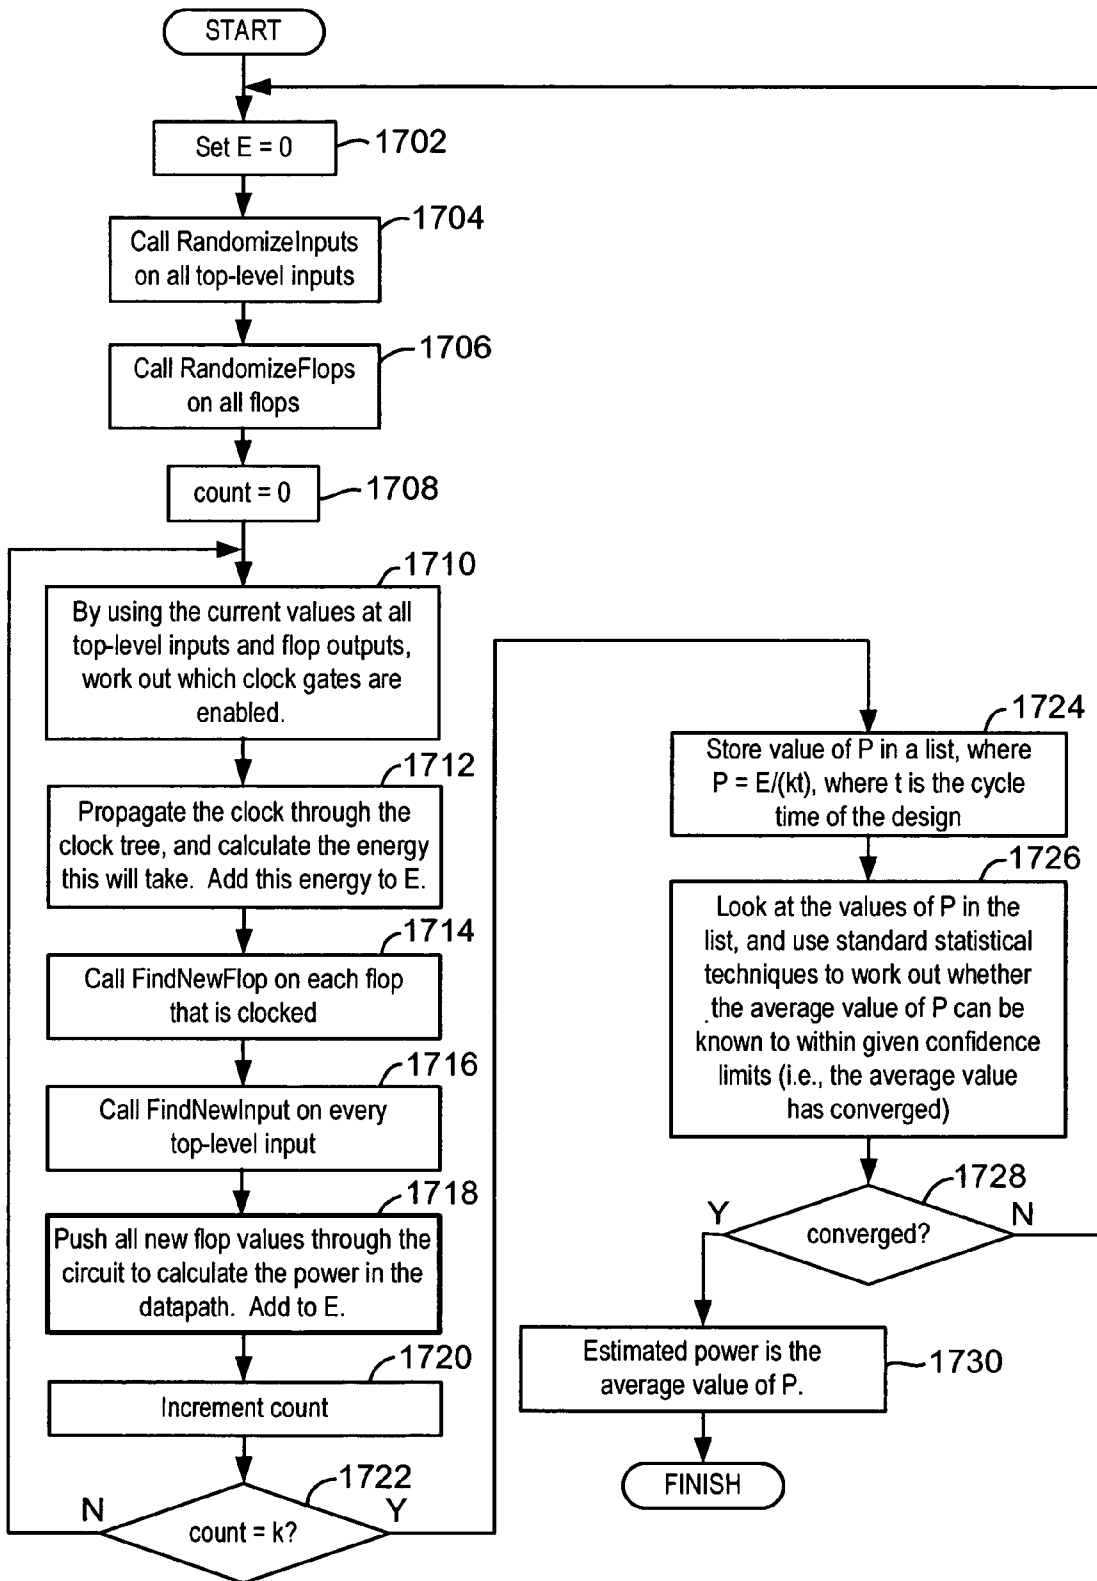 START
Set E = 0
1702
Call RandomizeInputs
on all top-level inputs
1704
Call RandomizeFlops
on all flops
1706
count = 0
1708
By using the current values at all
top-level inputs and flop outputs,
work out which clock gates are
enabled.
1710
Propagate the clock through the
clock tree, and calculate the energy
this will take. Add this energy to E.
1712
Call FindNewFlop on each flop
that is clocked
1714
Call FindNewInput on every
top-level input
1716
Push all new flop values through the
circuit to calculate the power in the
datapath. Add to E.
1718
Increment count
1720
count = k?
1722
N
Y
Store value of P in a list, where
P = E/(kt), where t is the cycle
time of the design
1724
Look at the values of P in the
list, and use standard statistical
techniques to work out whether
the average value of P can be
known to within given confidence
limits (i.e., the average value
has converged)
1726
converged?
1728
Y
N
Estimated power is the
average value of P.
1730
FINISH